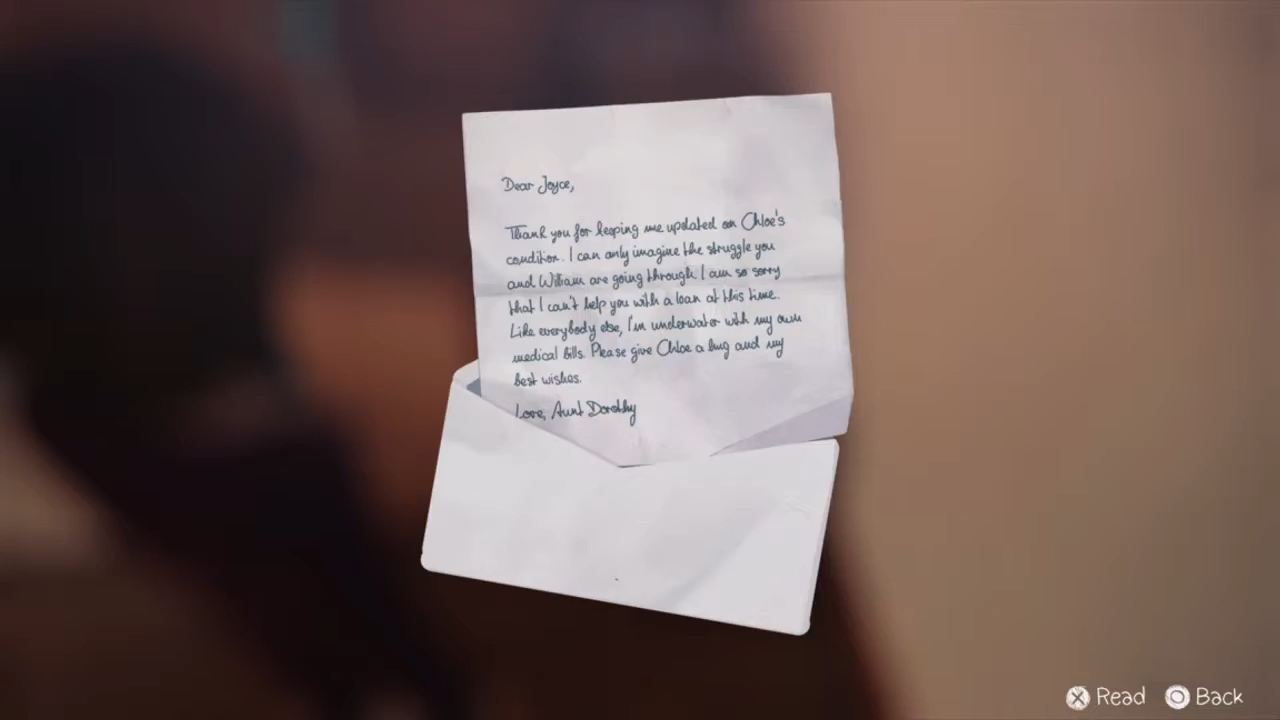 Dear Joyce,
Thank you for keeping me updated on Chloe's
condition. I can only imagine the struggle you
and William are going through. I am so sorry
that I can't help you with a loan at this time.
Like everybody else, I'm underwater with my own
medical bills. Please give Chloe a hug and my
best wishes.
Love, Aunt Dorothy
Read Back